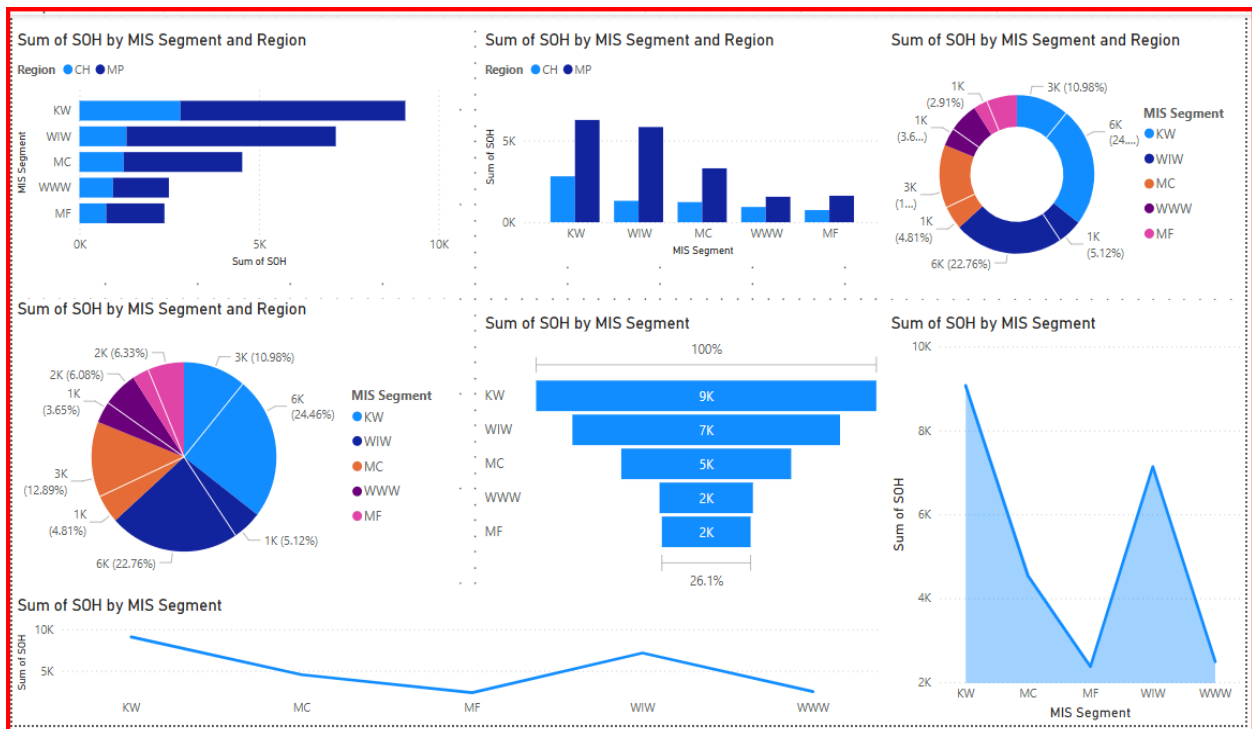 Sum of SOH by MIS Segment and Region
Region CH MP
MIS Segment
KW
WIW
MC
WWW
MF
0K 5K 10K
Sum of SOH
Sum of SOH by MIS Segment and Region
Region CH MP
Sum of SOH
5K
0K
KW WIW MC WWW MF
MIS Segment
Sum of SOH by MIS Segment and Region
1K
(2.91%)
3K (10.98%)
1K
(3.6...)
6K
(24....)
3K
(1...)
1K
(4.81%)
1K
(5.12%)
6K (22.76%)
MIS Segment
KW
WIW
MC
WWW
MF
Sum of SOH by MIS Segment and Region
2K (6.33%)
3K (10.98%)
2K (6.08%)
1K
(3.65%)
6K
(24.46%)
3K
(12.89%)
1K
(4.81%)
1K (5.12%)
6K (22.76%)
MIS Segment
KW
WIW
MC
WWW
MF
Sum of SOH by MIS Segment
100%
KW 9K
WIW 7K
MC 5K
WWW 2K
MF 2K
26.1%
Sum of SOH by MIS Segment
10K
8K
6K
4K
2K
Sum of SOH
KW MC MF WIW WWW
MIS Segment
Sum of SOH by MIS Segment
Sum of SOH
10K
5K
KW MC MF WIW WWW